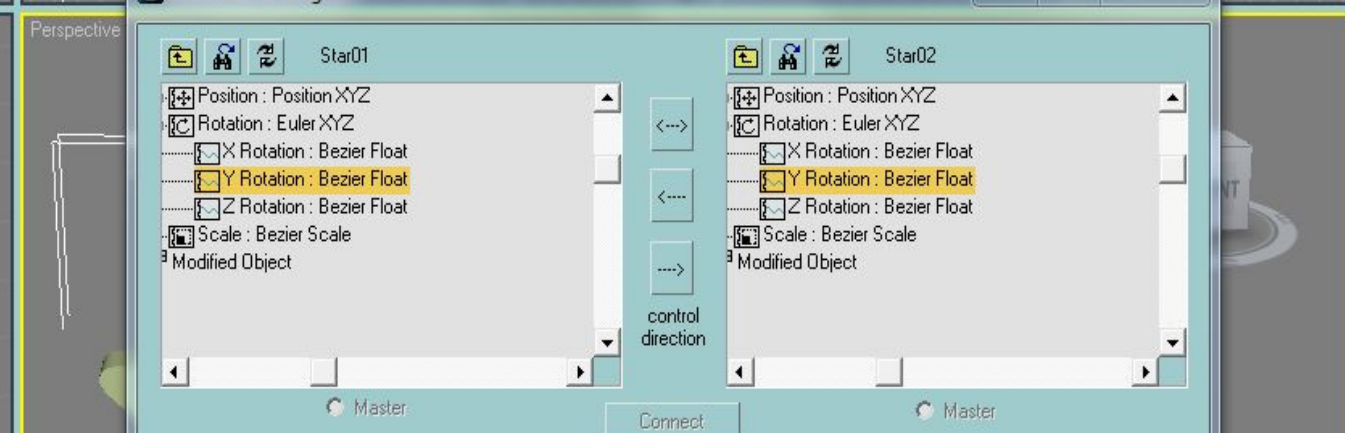 Perspective
Star01
Position : Position XYZ
Rotation : Euler XYZ
X Rotation : Bezier Float
Y Rotation : Bezier Float
Z Rotation : Bezier Float
Scale : Bezier Scale
Modified Object
Master
<--->
<----
---->
control
direction
Connect
Star02
Position : Position XYZ
Rotation : Euler XYZ
X Rotation : Bezier Float
Y Rotation : Bezier Float
Z Rotation : Bezier Float
Scale : Bezier Scale
Modified Object
Master
NT